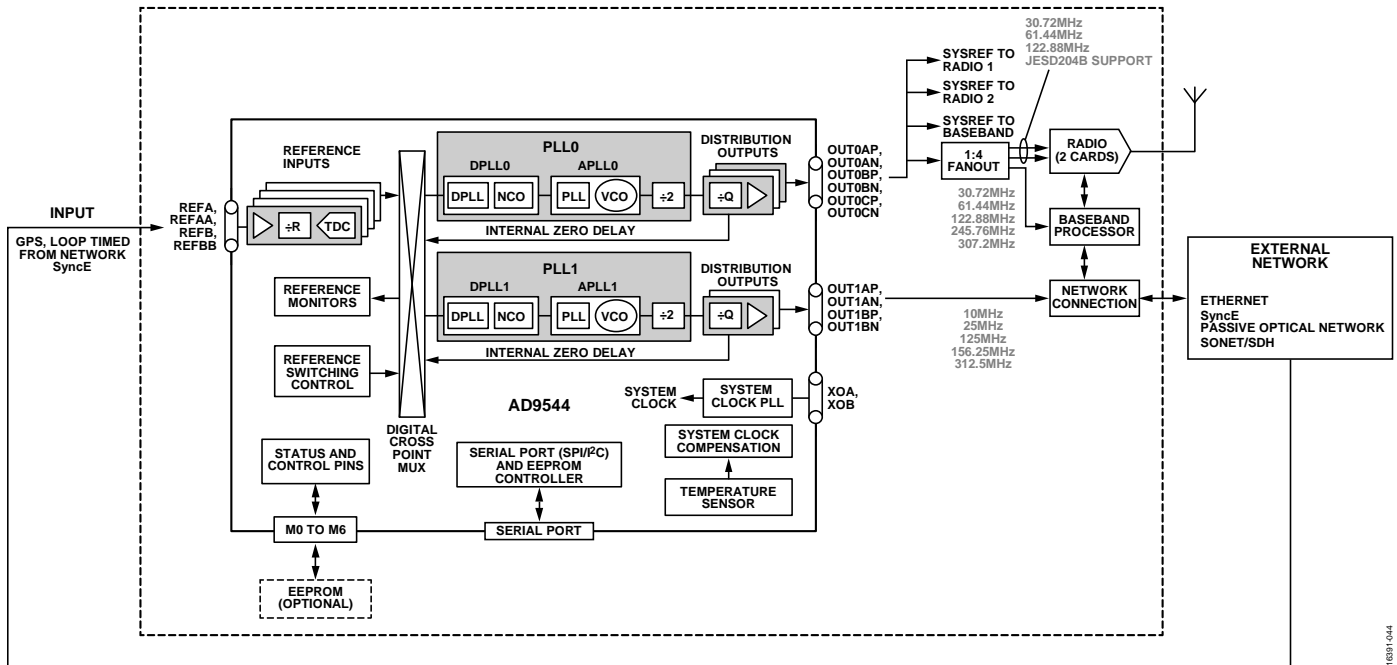 30.72MHz
61.44MHz
122.88MHz
JESD204B SUPPORT
SYSREF TO
RADIO 1
SYSREF TO
RADIO 2
SYSREF TO
BASEBAND
1:4
FANOUT
RADIO
(2 CARDS)
30.72MHz
61.44MHz
122.88MHz
245.76MHz
307.2MHz
BASEBAND
PROCESSOR
NETWORK
CONNECTION
10MHz
25MHz
125MHz
156.25MHz
312.5MHz
EXTERNAL
NETWORK
ETHERNET
SyncE
PASSIVE OPTICAL NETWORK
SONET/SDH
INPUT
GPS, LOOP TIMED
FROM NETWORK
SyncE
REFA,
REFAA,
REFB,
REFBB
REFERENCE
INPUTS
÷R
TDC
PLL0
DPLL0
APLL0
DPLL
NCO
PLL
VCO
÷2
DISTRIBUTION
OUTPUTS
÷Q
INTERNAL ZERO DELAY
OUT0AP,
OUT0AN,
OUT0BP,
OUT0BN,
OUT0CP,
OUT0CN
PLL1
DPLL1
APLL1
DPLL
NCO
PLL
VCO
÷2
DISTRIBUTION
OUTPUTS
÷Q
INTERNAL ZERO DELAY
OUT1AP,
OUT1AN,
OUT1BP,
OUT1BN
REFERENCE
MONITORS
REFERENCE
SWITCHING
CONTROL
DIGITAL
CROSS
POINT
MUX
AD9544
SYSTEM
CLOCK
SYSTEM
CLOCK PLL
XOA,
XOB
SYSTEM CLOCK
COMPENSATION
TEMPERATURE
SENSOR
STATUS AND
CONTROL PINS
SERIAL PORT (SPI/I²C)
AND EEPROM
CONTROLLER
M0 TO M6
SERIAL PORT
EEPROM
(OPTIONAL)
16391-044